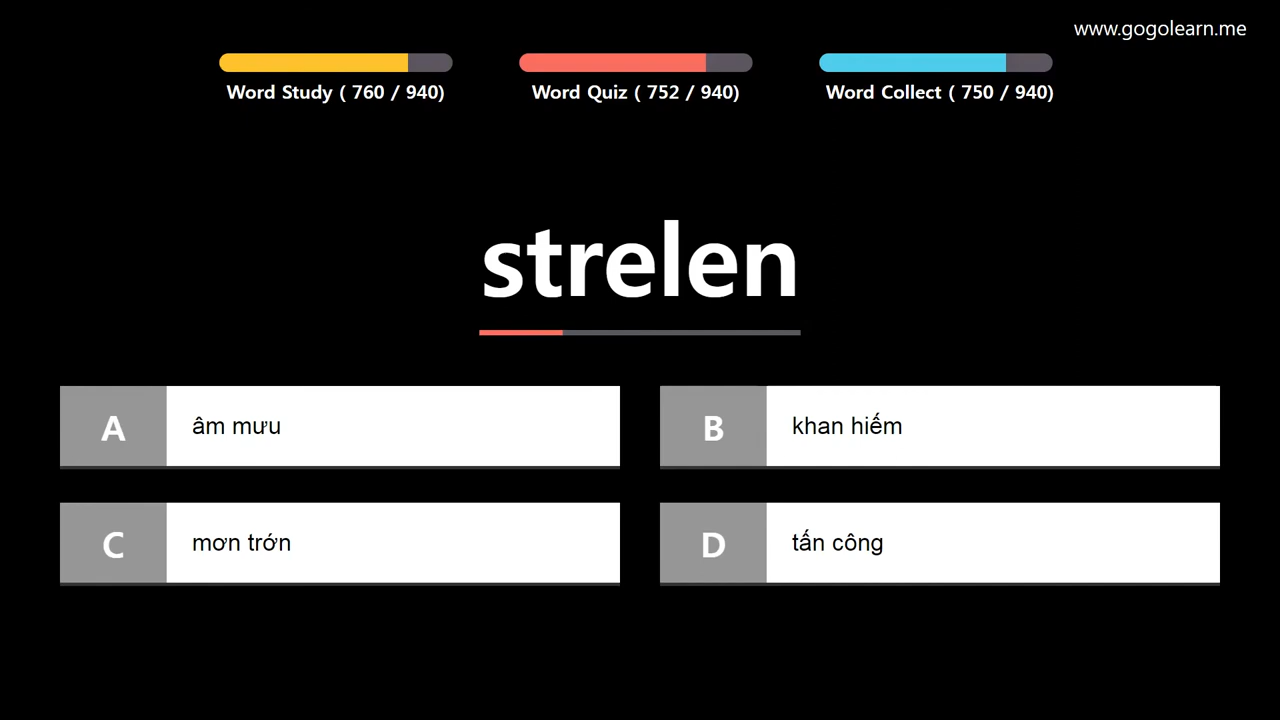 www.gogolearn.me
Word Study ( 760 / 940)
Word Quiz ( 752 / 940)
Word Collect ( 750 / 940)
strelen
A
âm mưu
B
khan hiếm
C
mơn trớn
D
tấn công